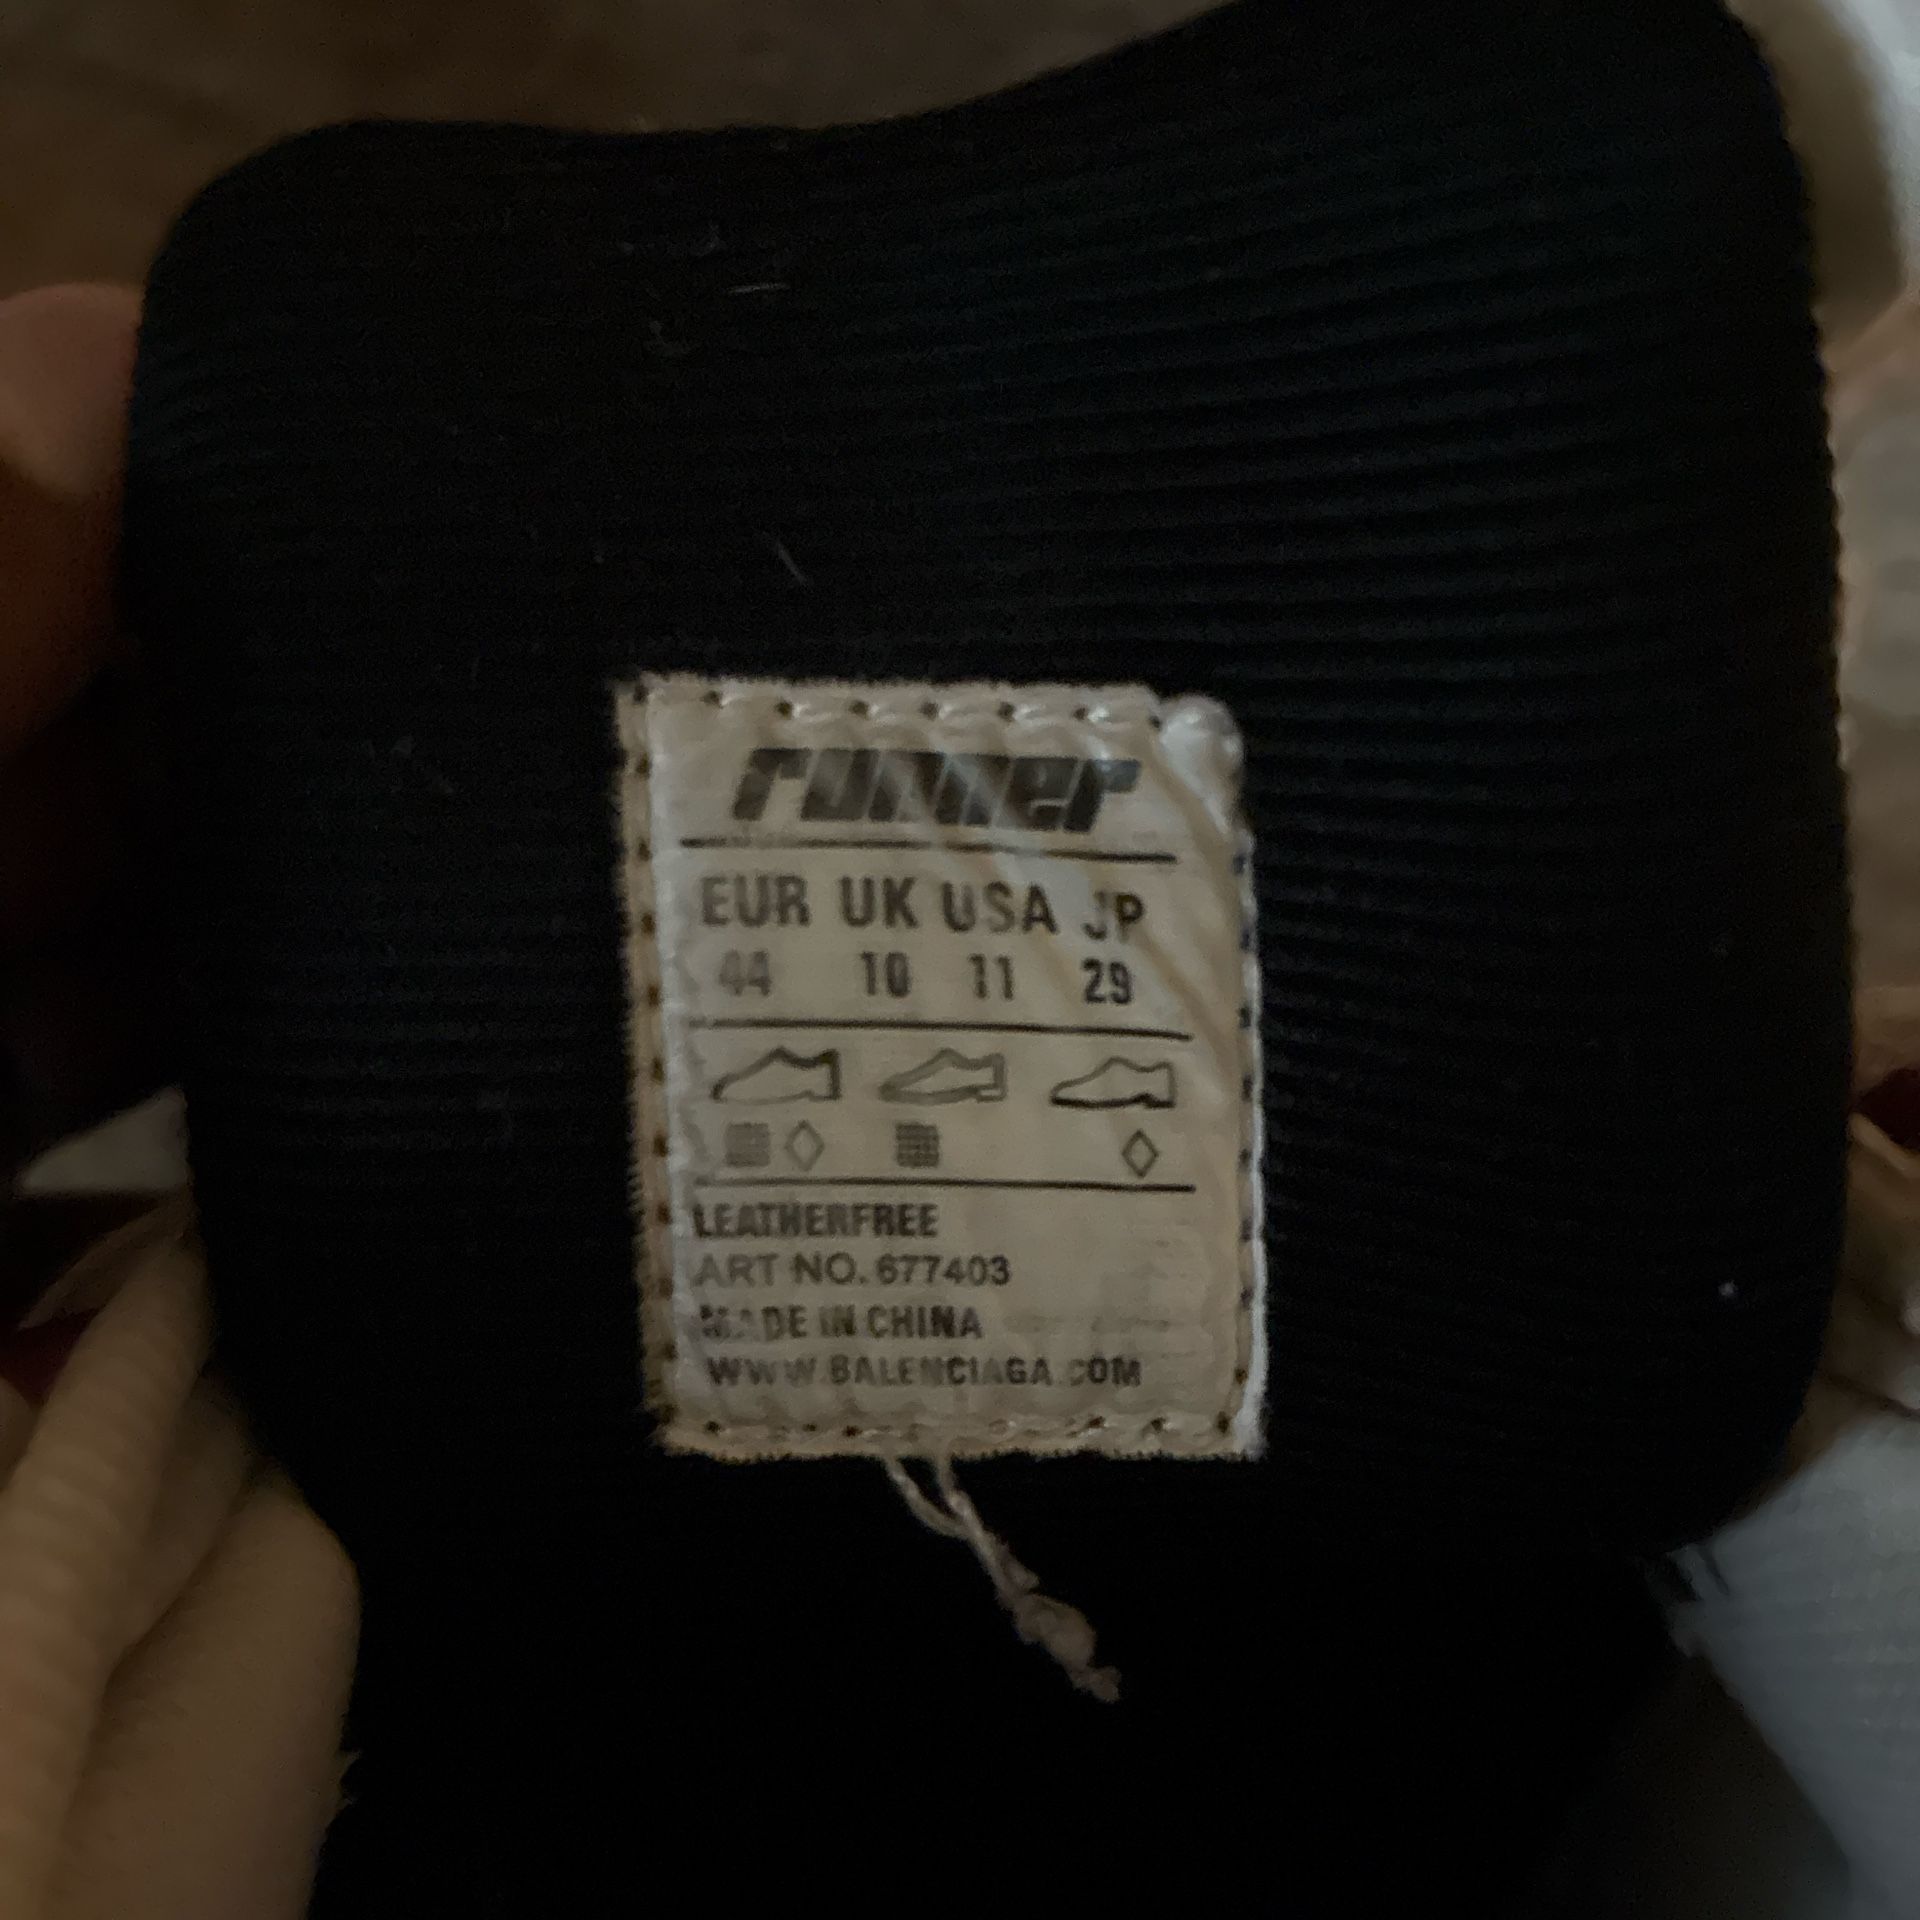 runner
EUR UK USA JP
44 10 11 29
LEATHERFREE
ART NO. 677403
MADE IN CHINA
WWW.BALENCIAGA.COM